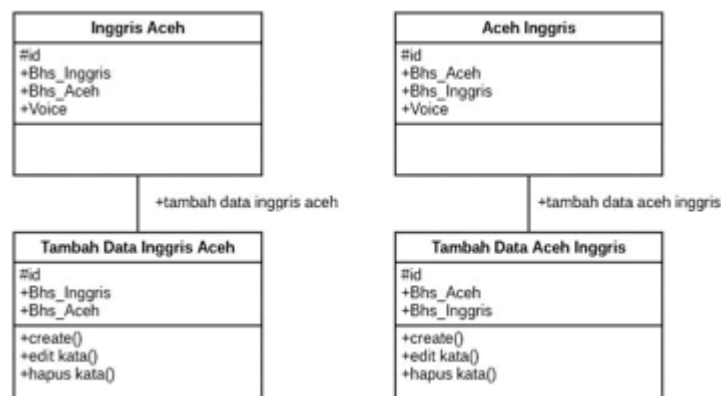 Inggris Aceh
#id
+Bhs_Inggris
+Bhs_Aceh
+Voice
+tambah data inggris aceh
Tambah Data Inggris Aceh
#id
+Bhs_Inggris
+Bhs_Aceh
+create()
+edit kata()
+hapus kata()
Aceh Inggris
#id
+Bhs_Aceh
+Bhs_Inggris
+Voice
+tambah data aceh inggris
Tambah Data Aceh Inggris
#id
+Bhs_Aceh
+Bhs_Inggris
+create()
+edit kata()
+hapus kata()